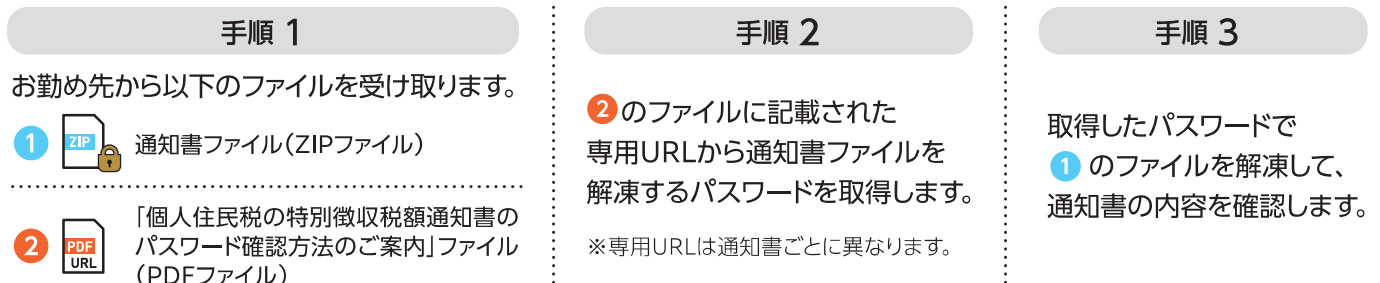 手順 1
お勤め先から以下のファイルを受け取ります。
1
ZIP
通知書ファイル(ZIPファイル)
2
PDF
URL
「個人住民税の特別徴収税額通知書の
パスワード確認方法のご案内」ファイル
(PDFファイル)
手順 2
2のファイルに記載された
専用URLから通知書ファイルを
解凍するパスワードを取得します。
※専用URLは通知書ごとに異なります。
手順 3
取得したパスワードで
1 のファイルを解凍して、
通知書の内容を確認します。